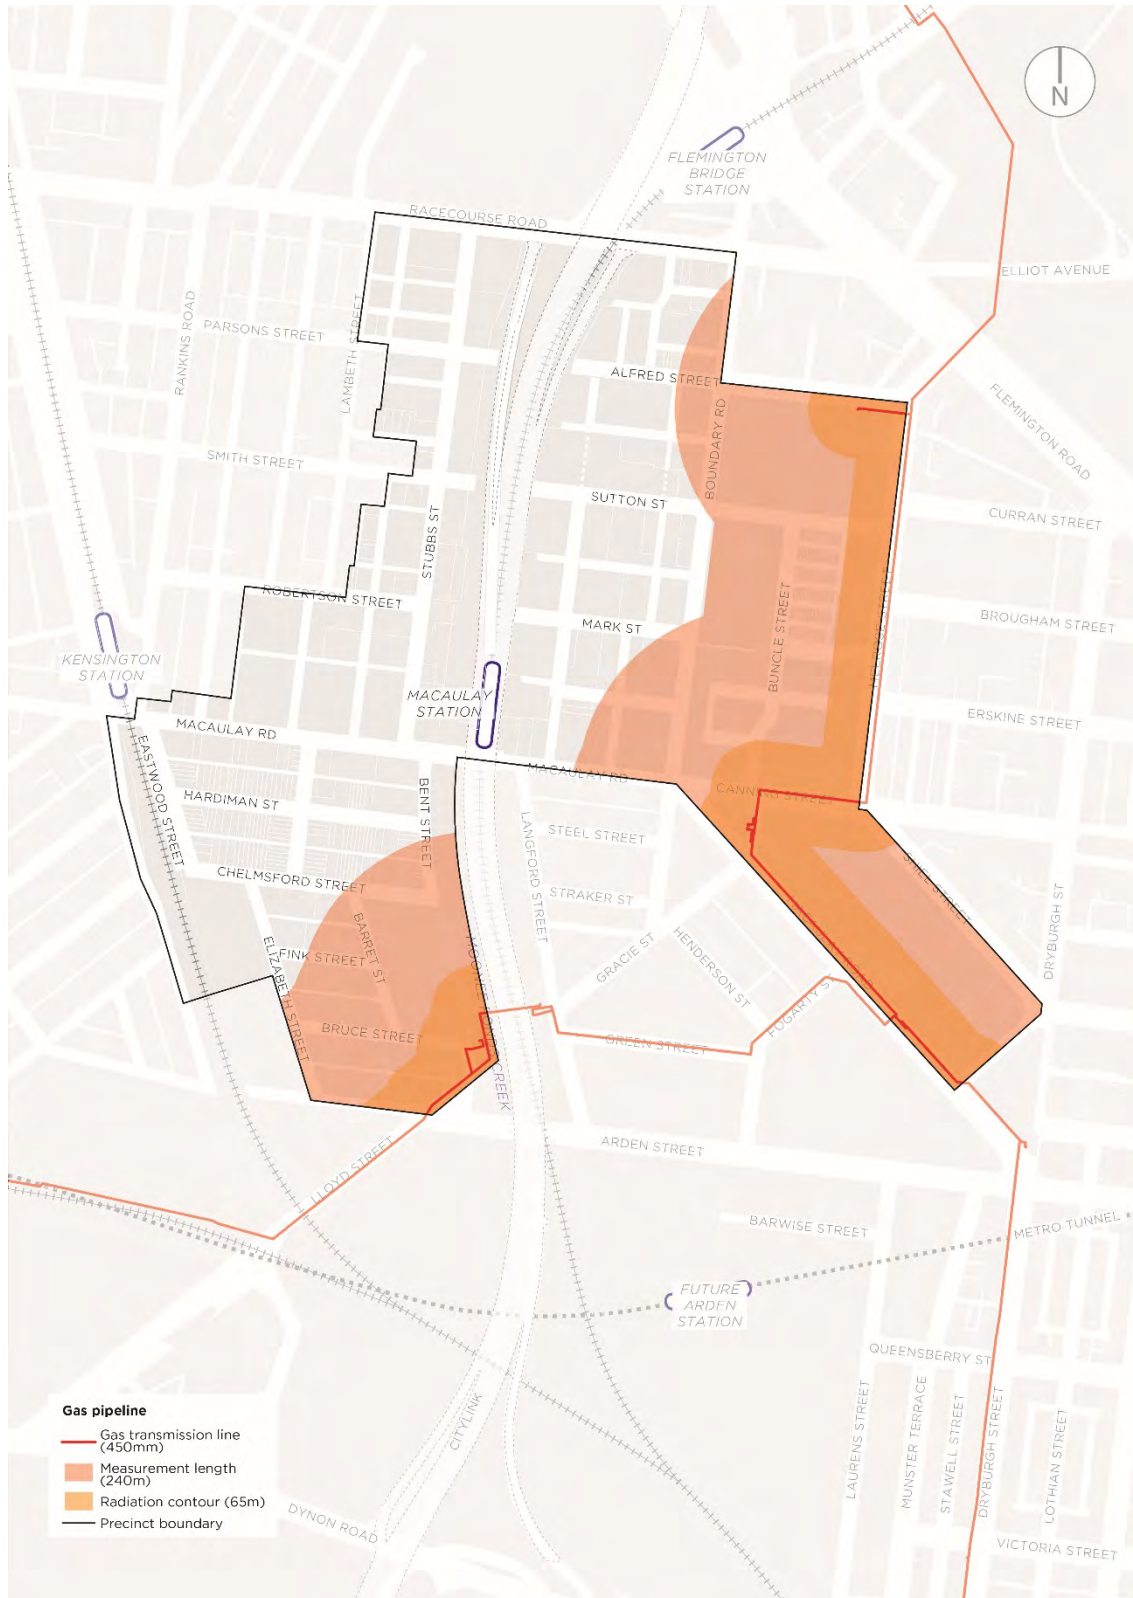 N
FLEMINGTON
BRIDGE
STATION
RACECOURSE ROAD
ELLIOT AVENUE
RANKINS ROAD
PARSONS STREET
LAMBETH STREET
ALFRED STREET
BOUNDARY RD
FLEMINGTON ROAD
SMITH STREET
SUTTON ST
CURRAN STREET
STUBBS ST
ROBERTSON STREET
MARK ST
BUNCLE STREET
BROUGHAM STREET
KENSINGTON
STATION
MACAULAY
STATION
ERSKINE STREET
MACAULAY RD
MACAULAY RD
CANNING STREET
EASTWOOD STREET
HARDIMAN ST
BENT STREET
LANGFORD STREET
STEEL STREET
CHELMSFORD STREET
STRAKER ST
SHIEL STREET
DRYBURGH ST
BARRET ST
FINK STREET
ELIZABETH STREET
GRACIE ST
HENDERSON ST
FOGARTY ST
BRUCE STREET
GREEN STREET
CREEK
LLOYD STREET
ARDEN STREET
BARWISE STREET
METRO TUNNEL
FUTURE
ARDEN
STATION
QUEENSBERRY ST
LAURENS STREET
MUNSTER TERRACE
STAWELL STREET
DRYBURGH STREET
LOTHIAN STREET
CITYLINK
DYNON ROAD
VICTORIA STREET
Gas pipeline
Gas transmission line
(450mm)
Measurement length
(240m)
Radiation contour (65m)
Precinct boundary